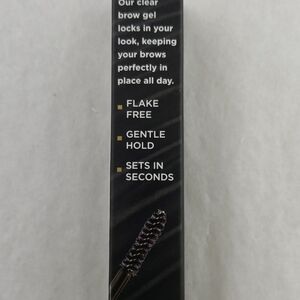 Our clear
brow gel
locks in your
look, keeping
your brows
perfectly in
place all day.
FLAKE
FREE
GENTLE
HOLD
SETS IN
SECONDS